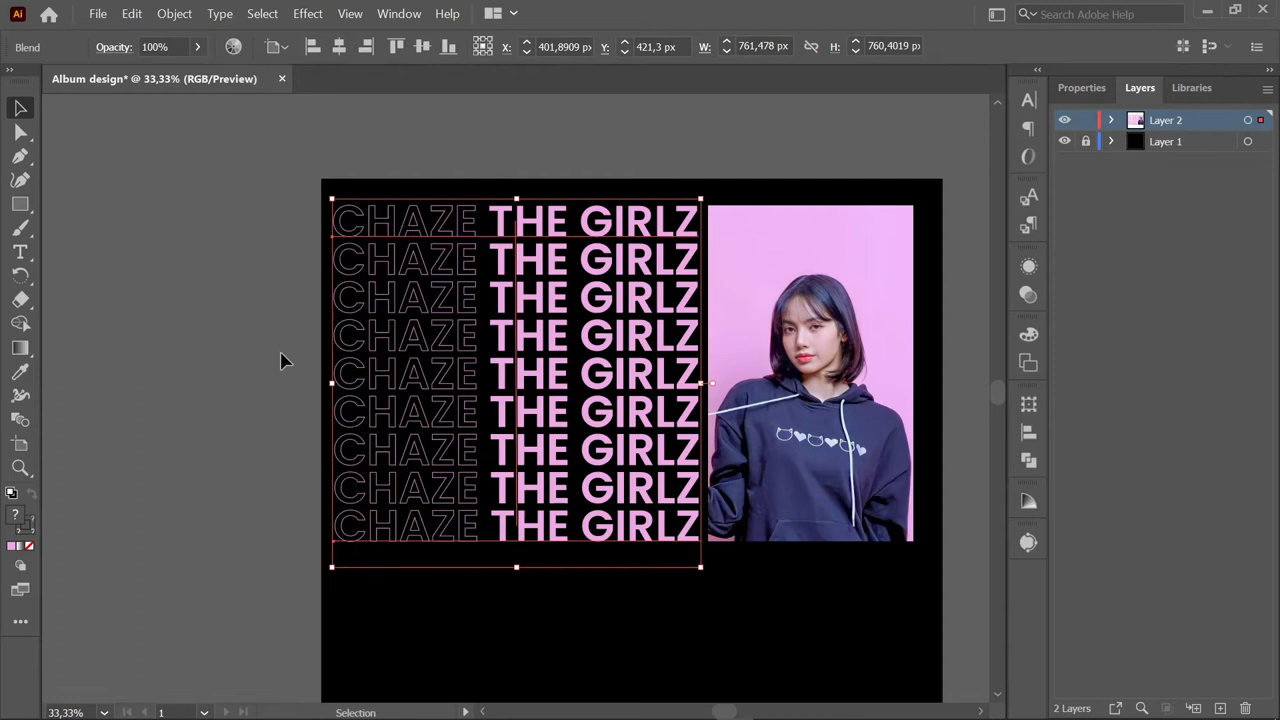 Ai File Edit Object Type Select Effect View Window Help Search Adobe Help
Blend Opacity: 100% X: 401,8909 px Y: 421,3 px W: 761,478 px H: 760,4019 px
Album design* @ 33,33% (RGB/Preview)
Properties Layers Libraries
Layer 2
Layer 1
CHAZE THE GIRLZ
CHAZE THE GIRLZ
CHAZE THE GIRLZ
CHAZE THE GIRLZ
CHAZE THE GIRLZ
CHAZE THE GIRLZ
CHAZE THE GIRLZ
CHAZE THE GIRLZ
CHAZE THE GIRLZ
33,33% 1 Selection
2 Layers